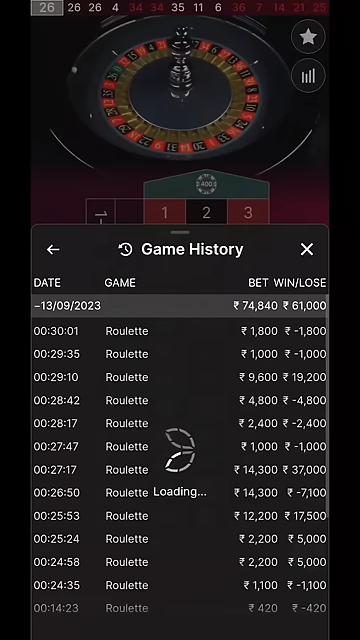 26 26 26 4 34 34 35 11 6 36 7 14 21 25
400
1 2 3
Game History
DATE GAME BET WIN/LOSE
−13/09/2023 ₹ 74,840 ₹ 61,000
00:30:01 Roulette ₹ 1,800 ₹ -1,800
00:29:35 Roulette ₹ 1,000 ₹ -1,000
00:29:10 Roulette ₹ 9,600 ₹ 19,200
00:28:42 Roulette ₹ 4,800 ₹ -4,800
00:28:17 Roulette ₹ 2,400 ₹ -2,400
00:27:47 Roulette ₹ 1,000 ₹ -1,000
00:27:17 Roulette ₹ 14,300 ₹ 37,000
00:26:50 Roulette Loading... ₹ 14,300 ₹ -7,100
00:25:53 Roulette ₹ 12,200 ₹ 17,500
00:25:24 Roulette ₹ 2,200 ₹ 5,000
00:24:58 Roulette ₹ 2,200 ₹ 5,000
00:24:35 Roulette ₹ 1,100 ₹ -1,100
00:14:23 Roulette ₹ 420 ₹ -420